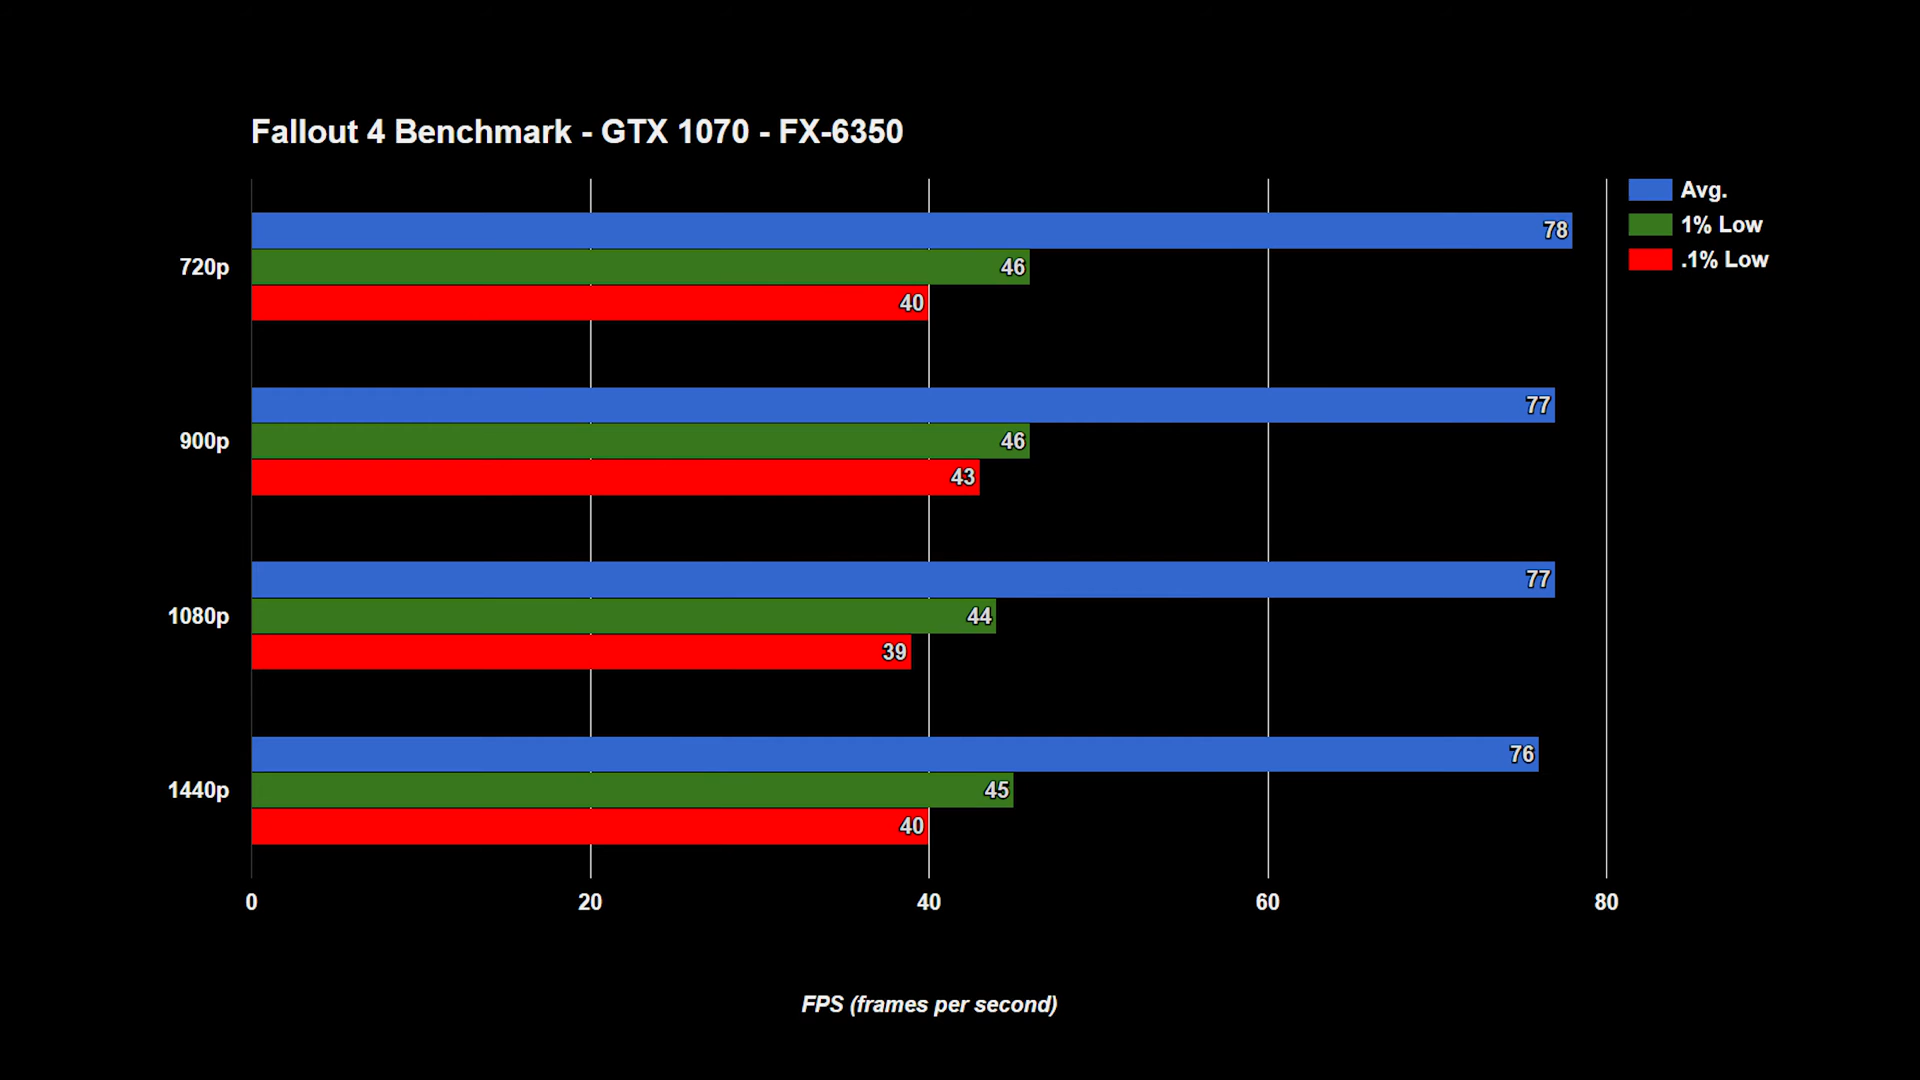 Fallout 4 Benchmark - GTX 1070 - FX-6350
Avg.
1% Low
.1% Low
78
720p
46
40
77
900p
46
43
77
1080p
44
39
76
1440p
45
40
0 20 40 60 80
FPS (frames per second)